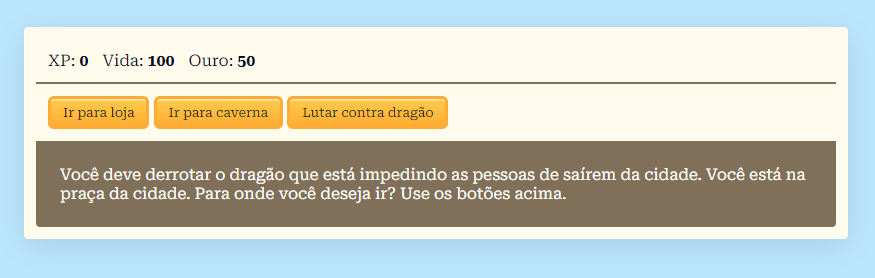 XP: 0 Vida: 100 Ouro: 50
Ir para loja Ir para caverna Lutar contra dragão
Você deve derrotar o dragão que está impedindo as pessoas de saírem da cidade. Você está na
praça da cidade. Para onde você deseja ir? Use os botões acima.